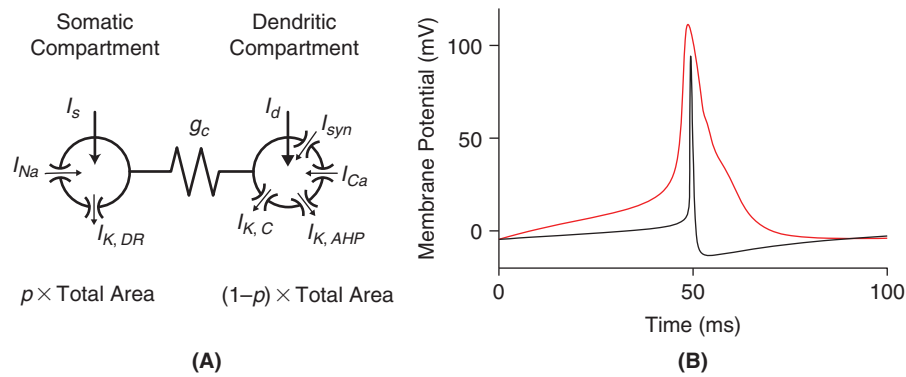 Somatic
Compartment
Dendritic
Compartment
I_s
g_c
I_d
I_syn
I_Na
I_Ca
I_K, DR
I_K, C
I_K, AHP
p × Total Area
(1–p) × Total Area
(A)
Membrane Potential (mV)
100
50
0
0
50
100
Time (ms)
(B)